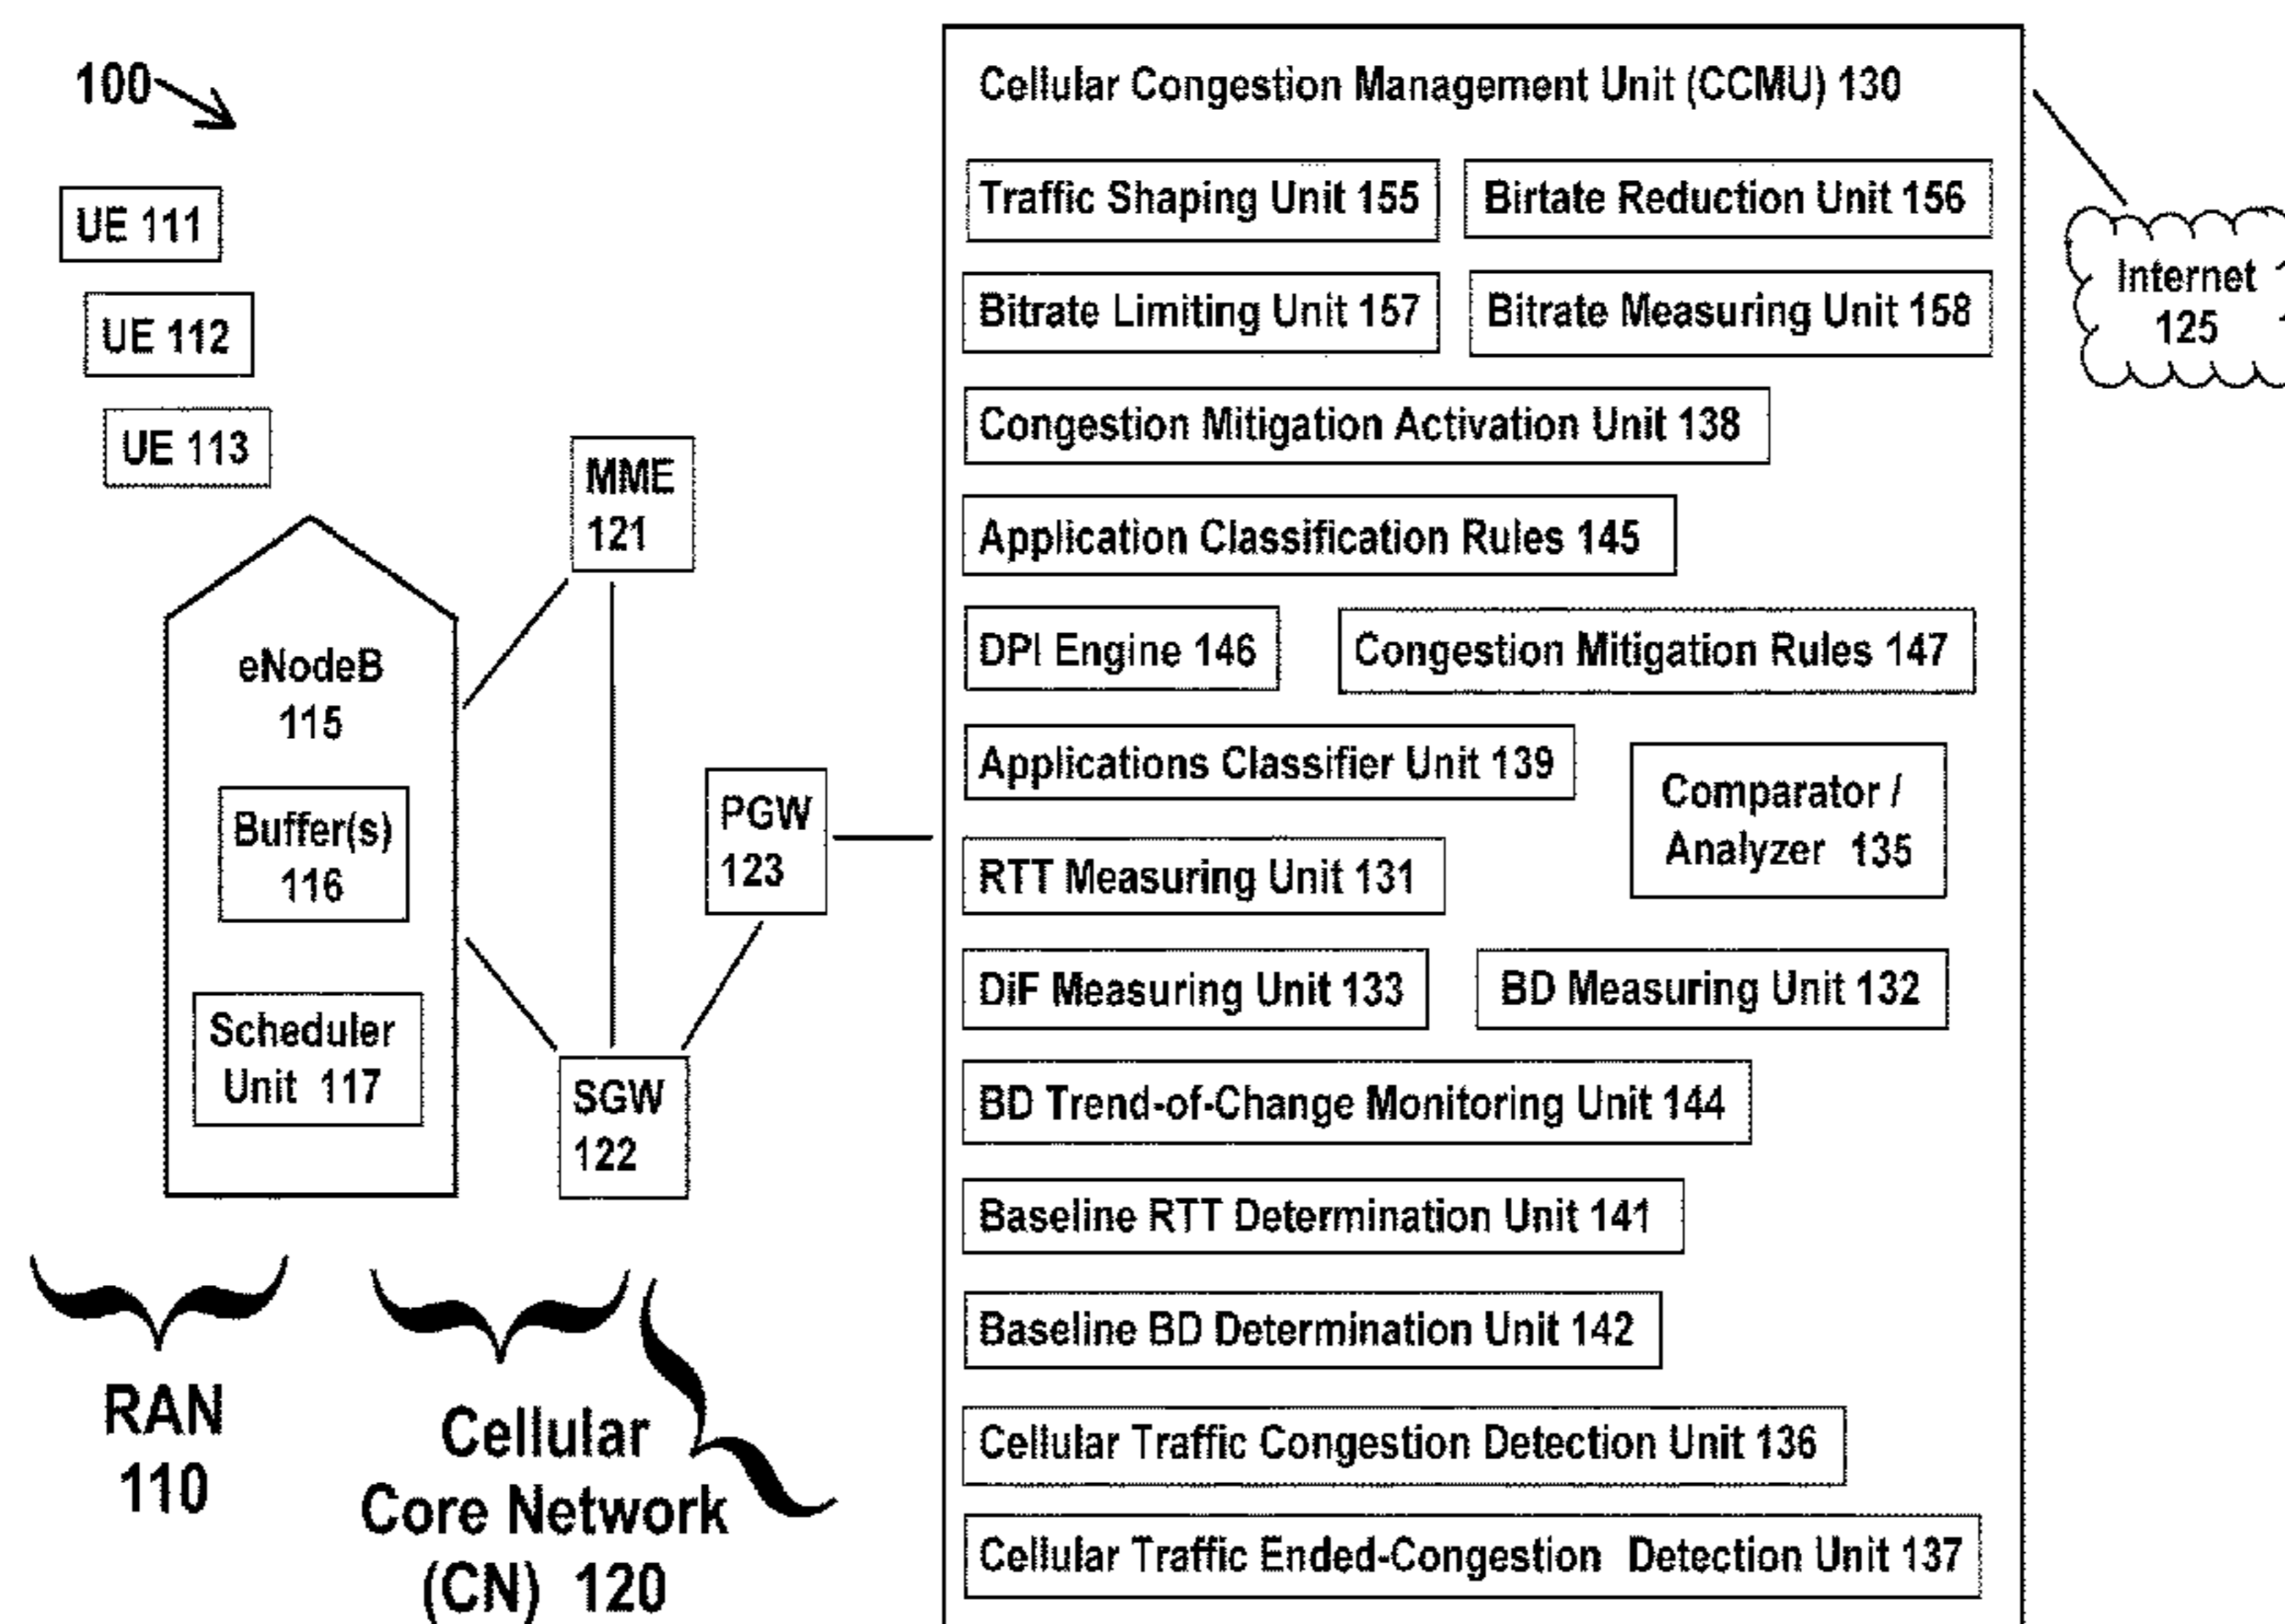 100
UE 111
UE 112
UE 113
eNodeB
115
Buffer(s)
116
Scheduler
Unit 117
MME
121
SGW
122
PGW
123
RAN
110
Cellular
Core Network
(CN) 120
Cellular Congestion Management Unit (CCMU) 130
Traffic Shaping Unit 155
Birtate Reduction Unit 156
Bitrate Limiting Unit 157
Bitrate Measuring Unit 158
Congestion Mitigation Activation Unit 138
Application Classification Rules 145
DPI Engine 146
Congestion Mitigation Rules 147
Applications Classifier Unit 139
Comparator /
Analyzer 135
RTT Measuring Unit 131
DiF Measuring Unit 133
BD Measuring Unit 132
BD Trend-of-Change Monitoring Unit 144
Baseline RTT Determination Unit 141
Baseline BD Determination Unit 142
Cellular Traffic Congestion Detection Unit 136
Cellular Traffic Ended-Congestion Detection Unit 137
Internet
125